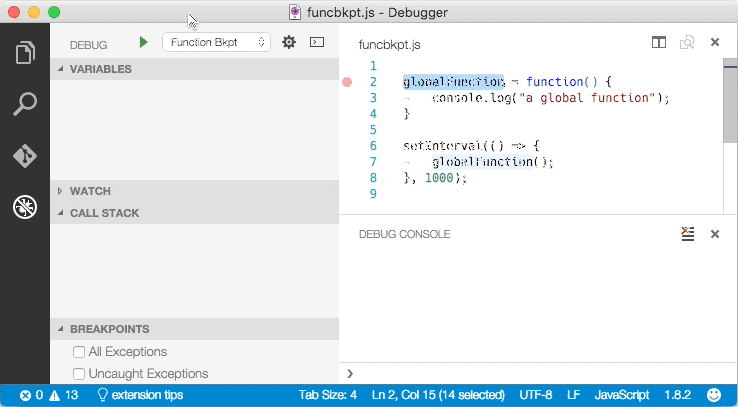 funcbkpt.js - Debugger
DEBUG
Function Bkpt
VARIABLES
WATCH
CALL STACK
BREAKPOINTS
All Exceptions
Uncaught Exceptions
funcbkpt.js
1
2 globalFunction = function() {
3 console.log("a global function");
4 }
5
6 setInterval(() => {
7 globalFunction();
8 }, 1000);
9
DEBUG CONSOLE
0 13 extension tips Tab Size: 4 Ln 2, Col 15 (14 selected) UTF-8 LF JavaScript 1.8.2